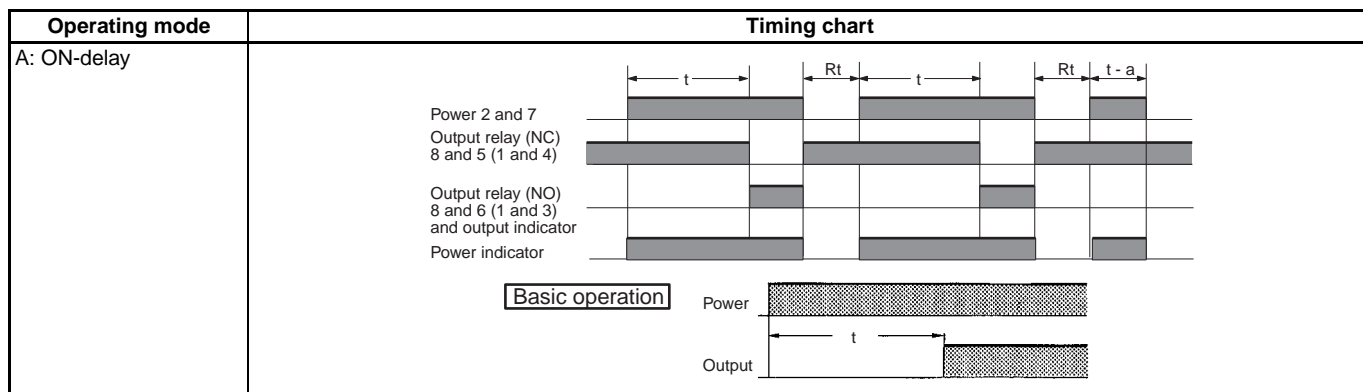 Operating mode
Timing chart
A: ON-delay
t
Rt
t
Rt
t - a
Power 2 and 7
Output relay (NC)
8 and 5 (1 and 4)
Output relay (NO)
8 and 6 (1 and 3)
and output indicator
Power indicator
Basic operation
Power
t
Output